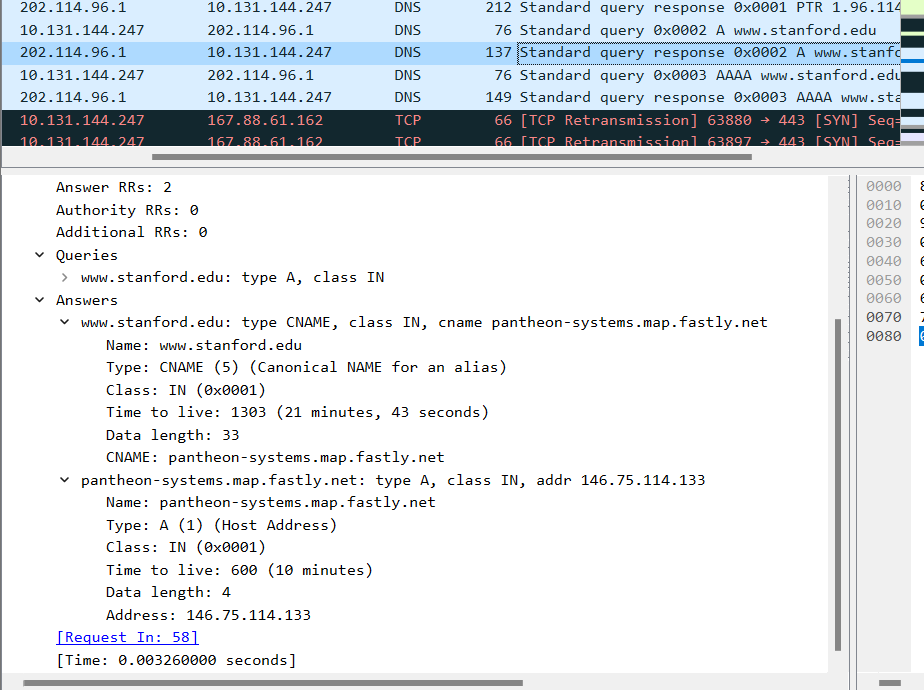 202.114.96.1 10.131.144.247 DNS 212 Standard query response 0x0001 PTR 1.96.114
10.131.144.247 202.114.96.1 DNS 76 Standard query 0x0002 A www.stanford.edu
202.114.96.1 10.131.144.247 DNS 137 Standard query response 0x0002 A www.stanfo
10.131.144.247 202.114.96.1 DNS 76 Standard query 0x0003 AAAA www.stanford.edu
202.114.96.1 10.131.144.247 DNS 149 Standard query response 0x0003 AAAA www.sta
10.131.144.247 167.88.61.162 TCP 66 [TCP Retransmission] 63880 → 443 [SYN] Seq=
10.131.144.247 167.88.61.162 TCP 66 [TCP Retransmission] 63897 → 443 [SYN] Seq=
Answer RRs: 2
Authority RRs: 0
Additional RRs: 0
Queries
www.stanford.edu: type A, class IN
Answers
www.stanford.edu: type CNAME, class IN, cname pantheon-systems.map.fastly.net
Name: www.stanford.edu
Type: CNAME (5) (Canonical NAME for an alias)
Class: IN (0x0001)
Time to live: 1303 (21 minutes, 43 seconds)
Data length: 33
CNAME: pantheon-systems.map.fastly.net
pantheon-systems.map.fastly.net: type A, class IN, addr 146.75.114.133
Name: pantheon-systems.map.fastly.net
Type: A (1) (Host Address)
Class: IN (0x0001)
Time to live: 600 (10 minutes)
Data length: 4
Address: 146.75.114.133
[Request In: 58]
[Time: 0.003260000 seconds]
0000
0010
0020
0030
0040
0050
0060
0070
0080